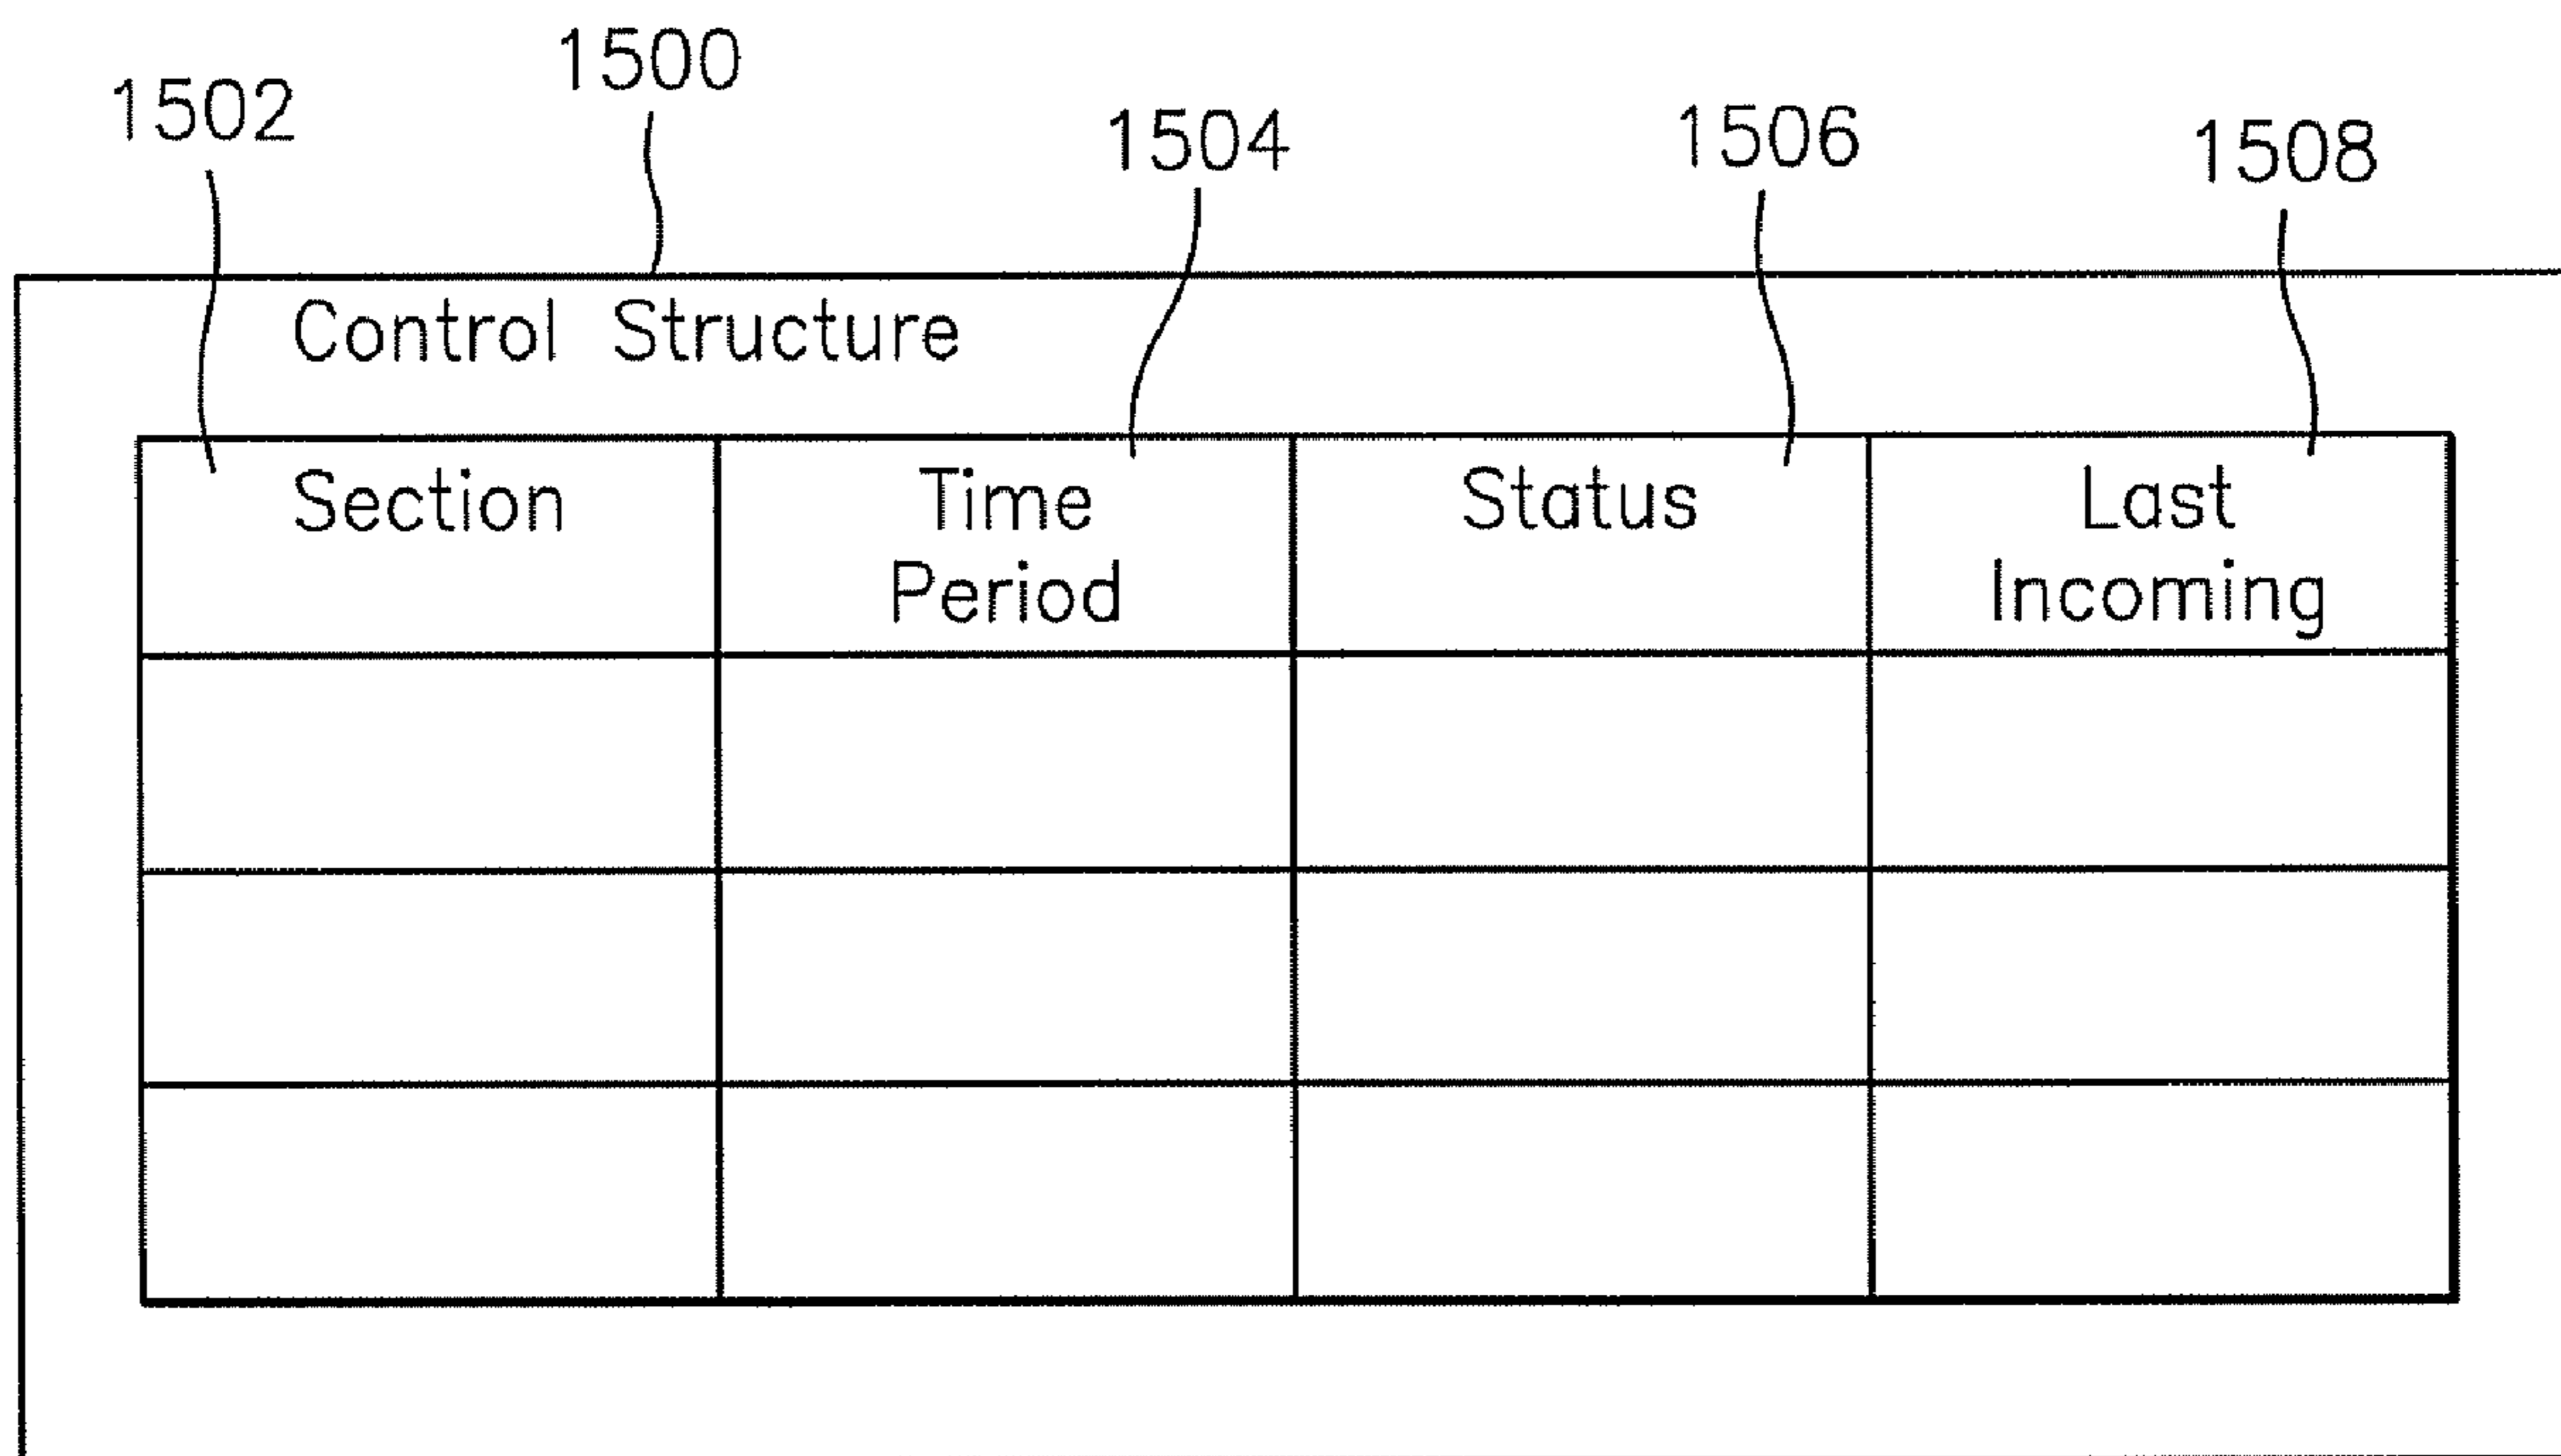 1500
1502
1504
1506
1508
Control Structure
Section
Time
Period
Status
Last
Incoming